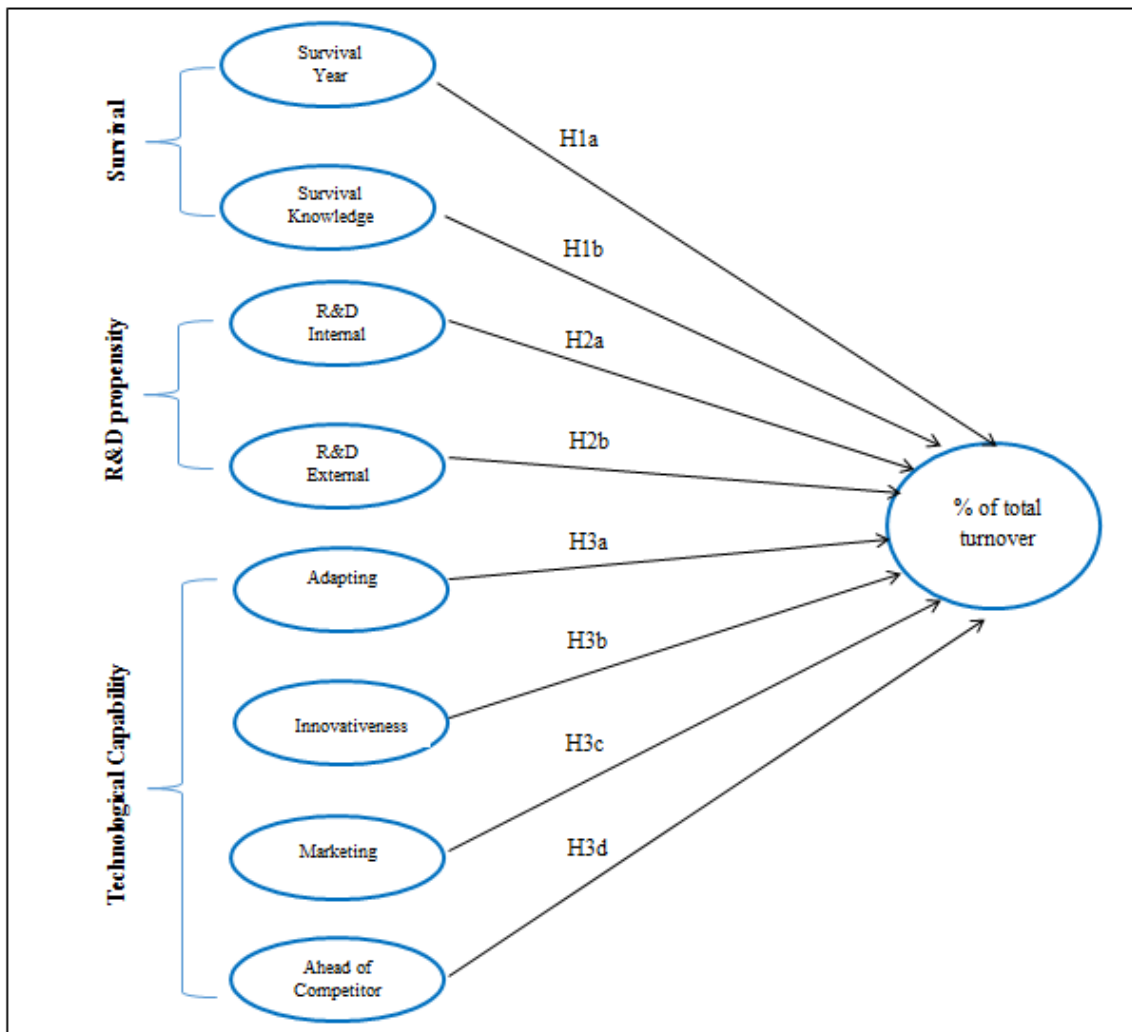 Survival
Survival
Year
Survival
Knowledge
H1a
H1b
R&D propensity
R&D
Internal
R&D
External
H2a
H2b
Technological Capability
Adapting
Innovativeness
Marketing
Ahead of
Competitor
H3a
H3b
H3c
H3d
% of total
turnover